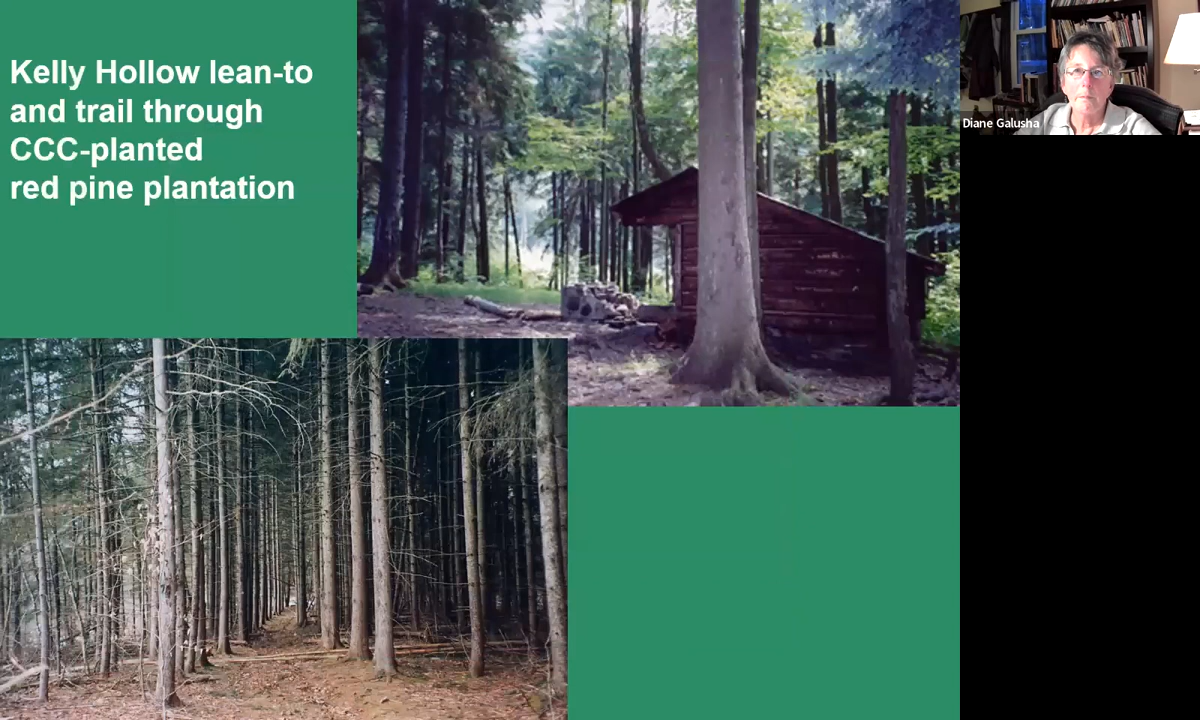 Kelly Hollow lean-to
and trail through
CCC-planted
red pine plantation
Diane Galusha